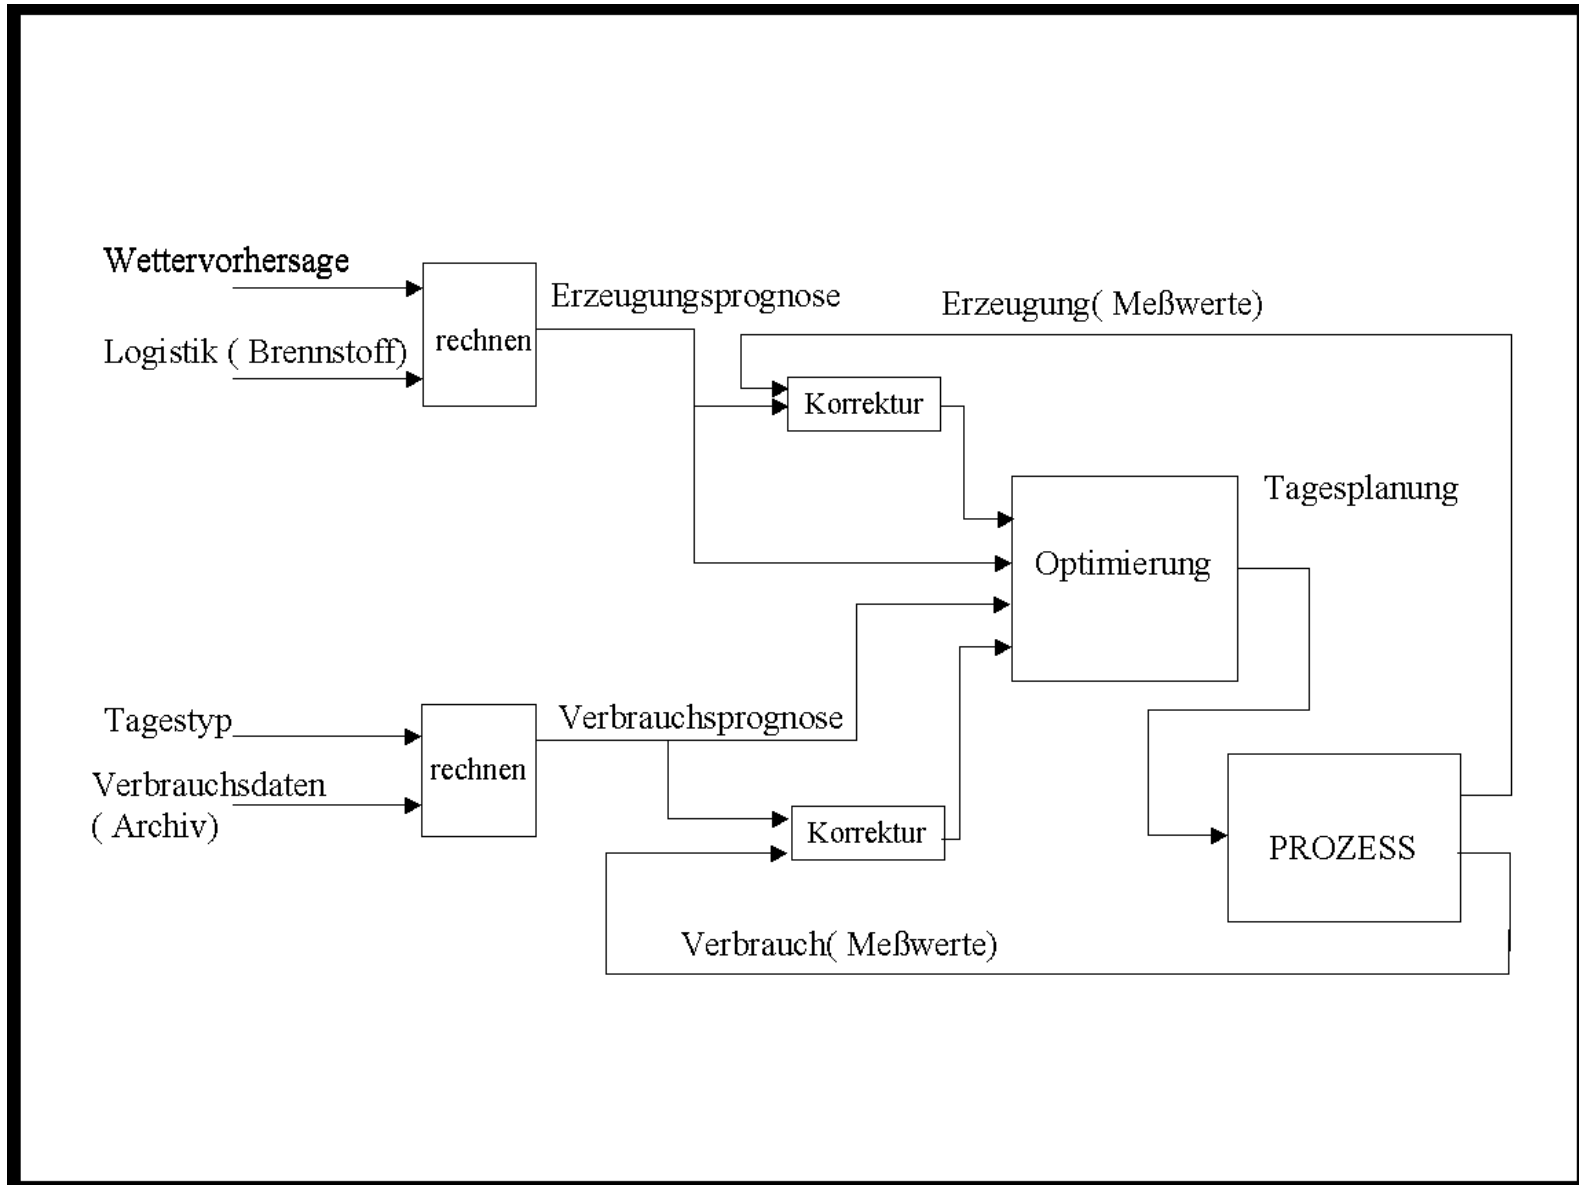 Wettervorhersage
Logistik ( Brennstoff)
rechnen
Erzeugungsprognose
Erzeugung( Meßwerte)
Korrektur
Optimierung
Tagesplanung
Tagestyp
Verbrauchsdaten
( Archiv)
rechnen
Verbrauchsprognose
Korrektur
PROZESS
Verbrauch( Meßwerte)